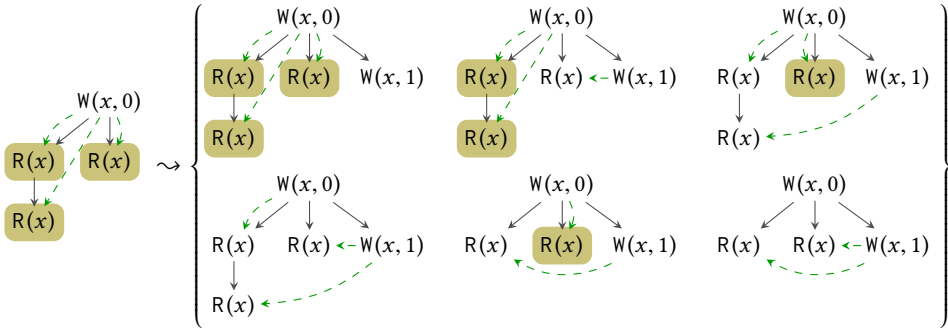 W(x, 0) W(x, 0) W(x, 0)
R(x) R(x) W(x, 1) R(x) R(x) W(x, 1) R(x) R(x) W(x, 1)
W(x, 0)
R(x) R(x) R(x)
R(x) R(x) ⤳
W(x, 0) W(x, 0) W(x, 0)
R(x)
R(x) R(x) W(x, 1) R(x) R(x) W(x, 1) R(x) R(x) W(x, 1)
R(x)